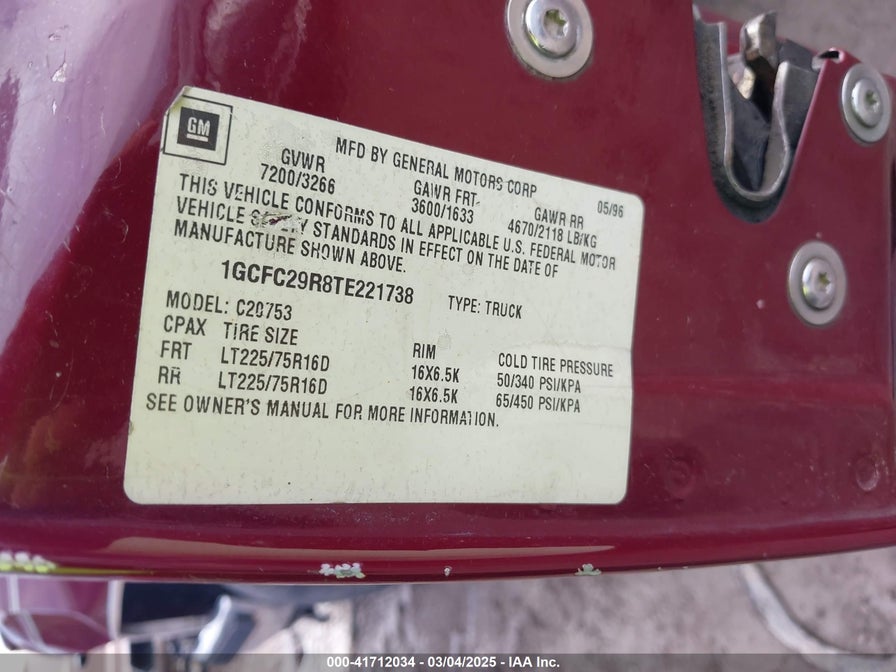 GM
MFD BY GENERAL MOTORS CORP
05/96
GVWR GAWR FRT GAWR RR
7200/3266 3600/1633 4670/2118 LB/KG
THIS VEHICLE CONFORMS TO ALL APPLICABLE U.S. FEDERAL MOTOR
VEHICLE SAFETY STANDARDS IN EFFECT ON THE DATE OF
MANUFACTURE SHOWN ABOVE.
1GCFC29R8TE221738 TYPE: TRUCK
MODEL: C20753
CPAX TIRE SIZE RIM COLD TIRE PRESSURE
FRT LT225/75R16D 16X6.5K 50/340 PSI/KPA
RR LT225/75R16D 16X6.5K 65/450 PSI/KPA
SEE OWNER'S MANUAL FOR MORE INFORMATION.
000-41712034 - 03/04/2025 - IAA Inc.